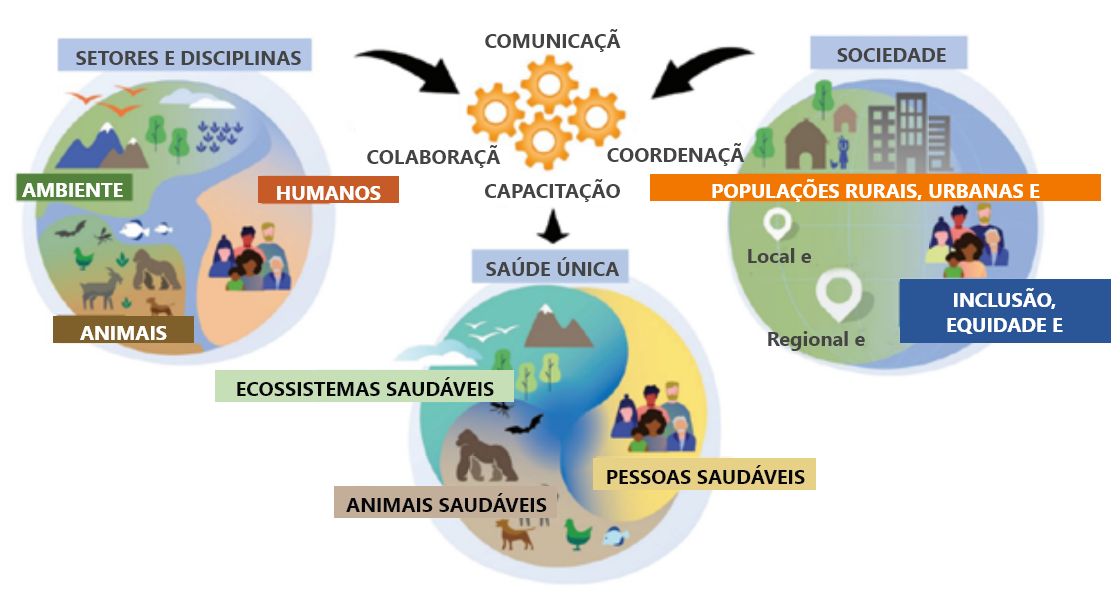 SETORES E DISCIPLINAS
AMBIENTE
HUMANOS
ANIMAIS
COMUNICAÇÃ
COLABORAÇÃ
COORDENAÇÃ
CAPACITAÇÃO
SOCIEDADE
POPULAÇÕES RURAIS, URBANAS E
Local e
Regional e
INCLUSÃO,
EQUIDADE E
SAÚDE ÚNICA
ECOSSISTEMAS SAUDÁVEIS
PESSOAS SAUDÁVEIS
ANIMAIS SAUDÁVEIS